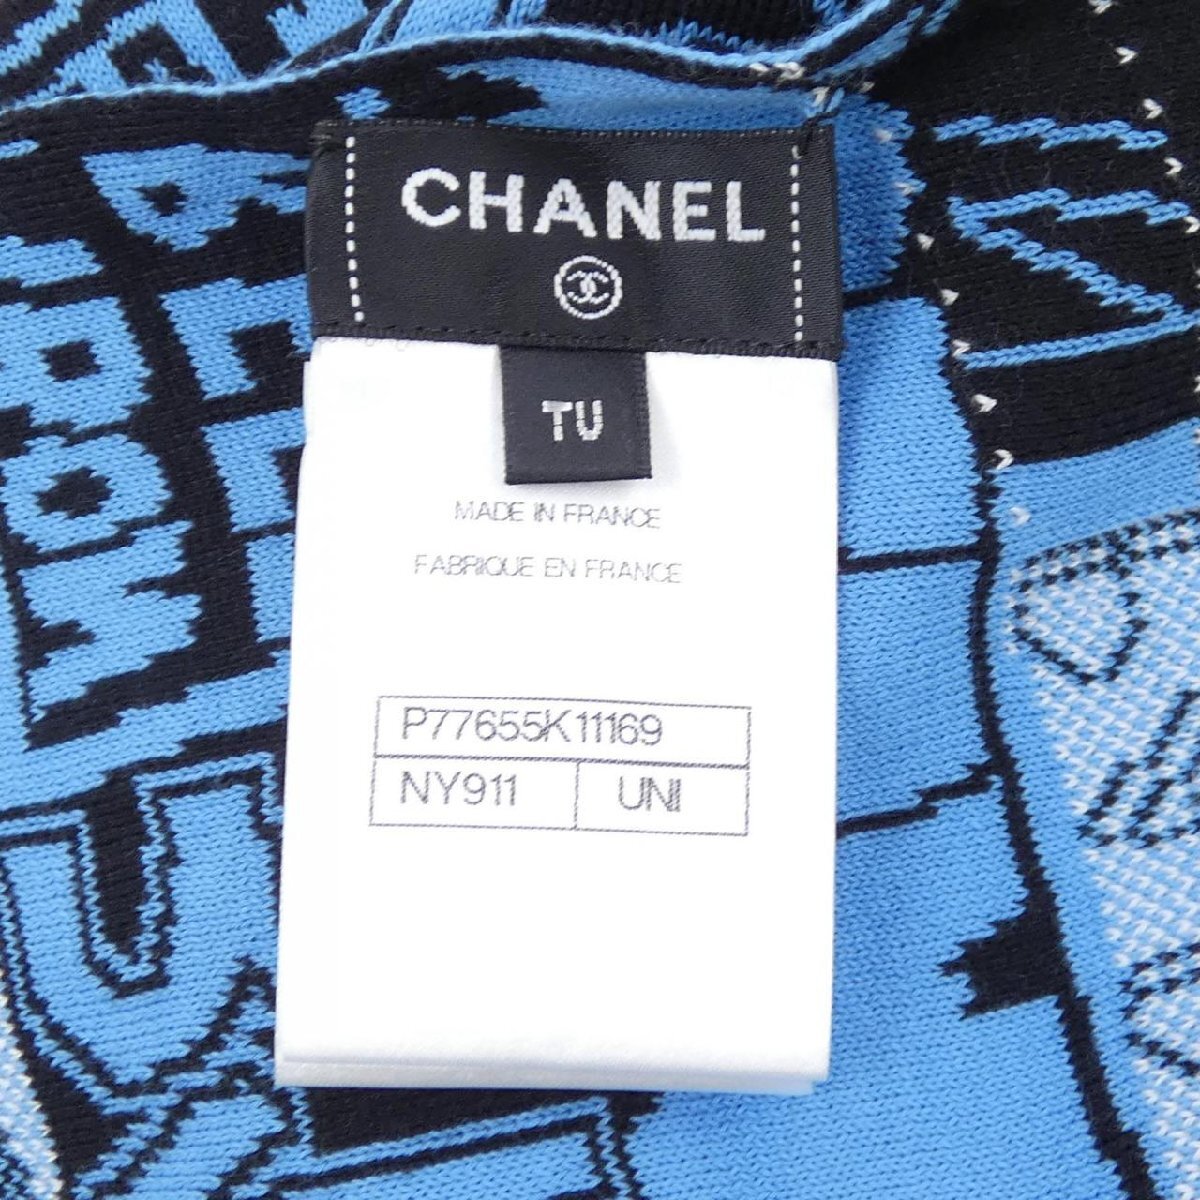 CHANEL
TU
MADE IN FRANCE
FABRIQUE EN FRANCE
P77655K11169
NY911 UNI